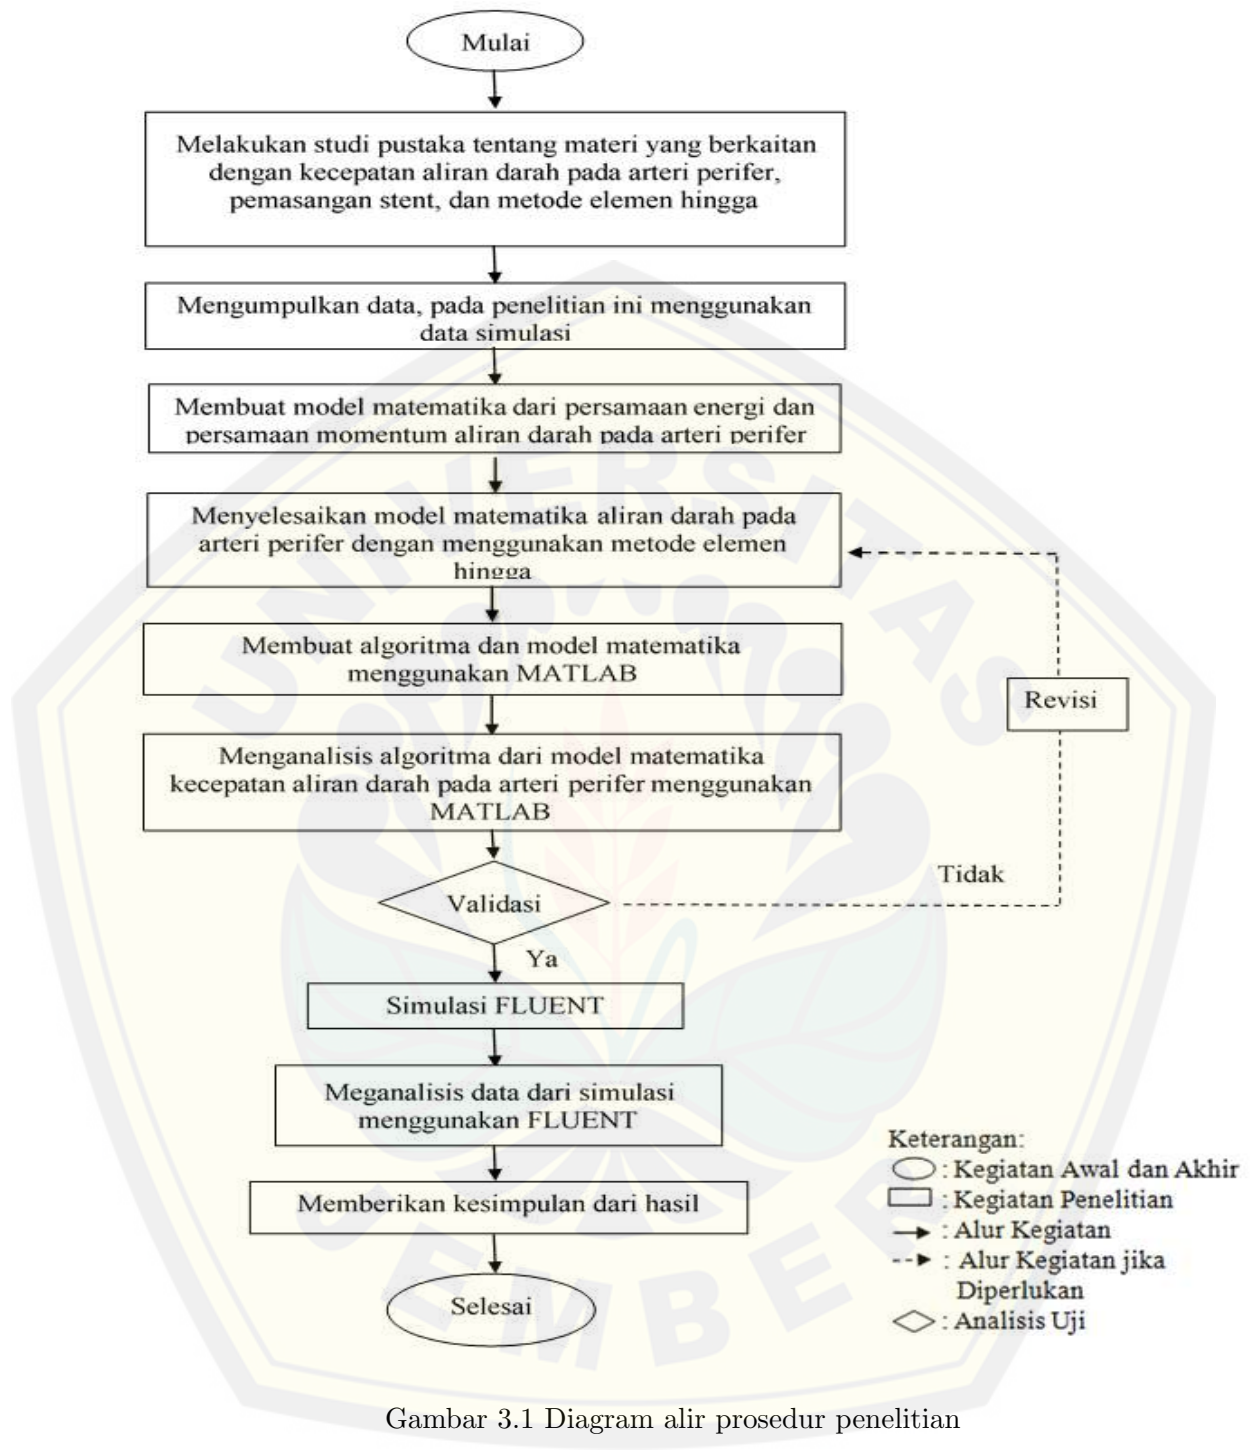 Mulai
Melakukan studi pustaka tentang materi yang berkaitan
dengan kecepatan aliran darah pada arteri perifer,
pemasangan stent, dan metode elemen hingga
Mengumpulkan data, pada penelitian ini menggunakan
data simulasi
Membuat model matematika dari persamaan energi dan
persamaan momentum aliran darah pada arteri perifer
Menyelesaikan model matematika aliran darah pada
arteri perifer dengan menggunakan metode elemen
hingga
Membuat algoritma dan model matematika
menggunakan MATLAB
Revisi
Menganalisis algoritma dari model matematika
kecepatan aliran darah pada arteri perifer menggunakan
MATLAB
Tidak
Validasi
Ya
Simulasi FLUENT
Meganalisis data dari simulasi
menggunakan FLUENT
Memberikan kesimpulan dari hasil
Selesai
Keterangan:
: Kegiatan Awal dan Akhir
: Kegiatan Penelitian
: Alur Kegiatan
: Alur Kegiatan jika
Diperlukan
: Analisis Uji
UNIVERSITAS
JEMBER
Gambar 3.1 Diagram alir prosedur penelitian